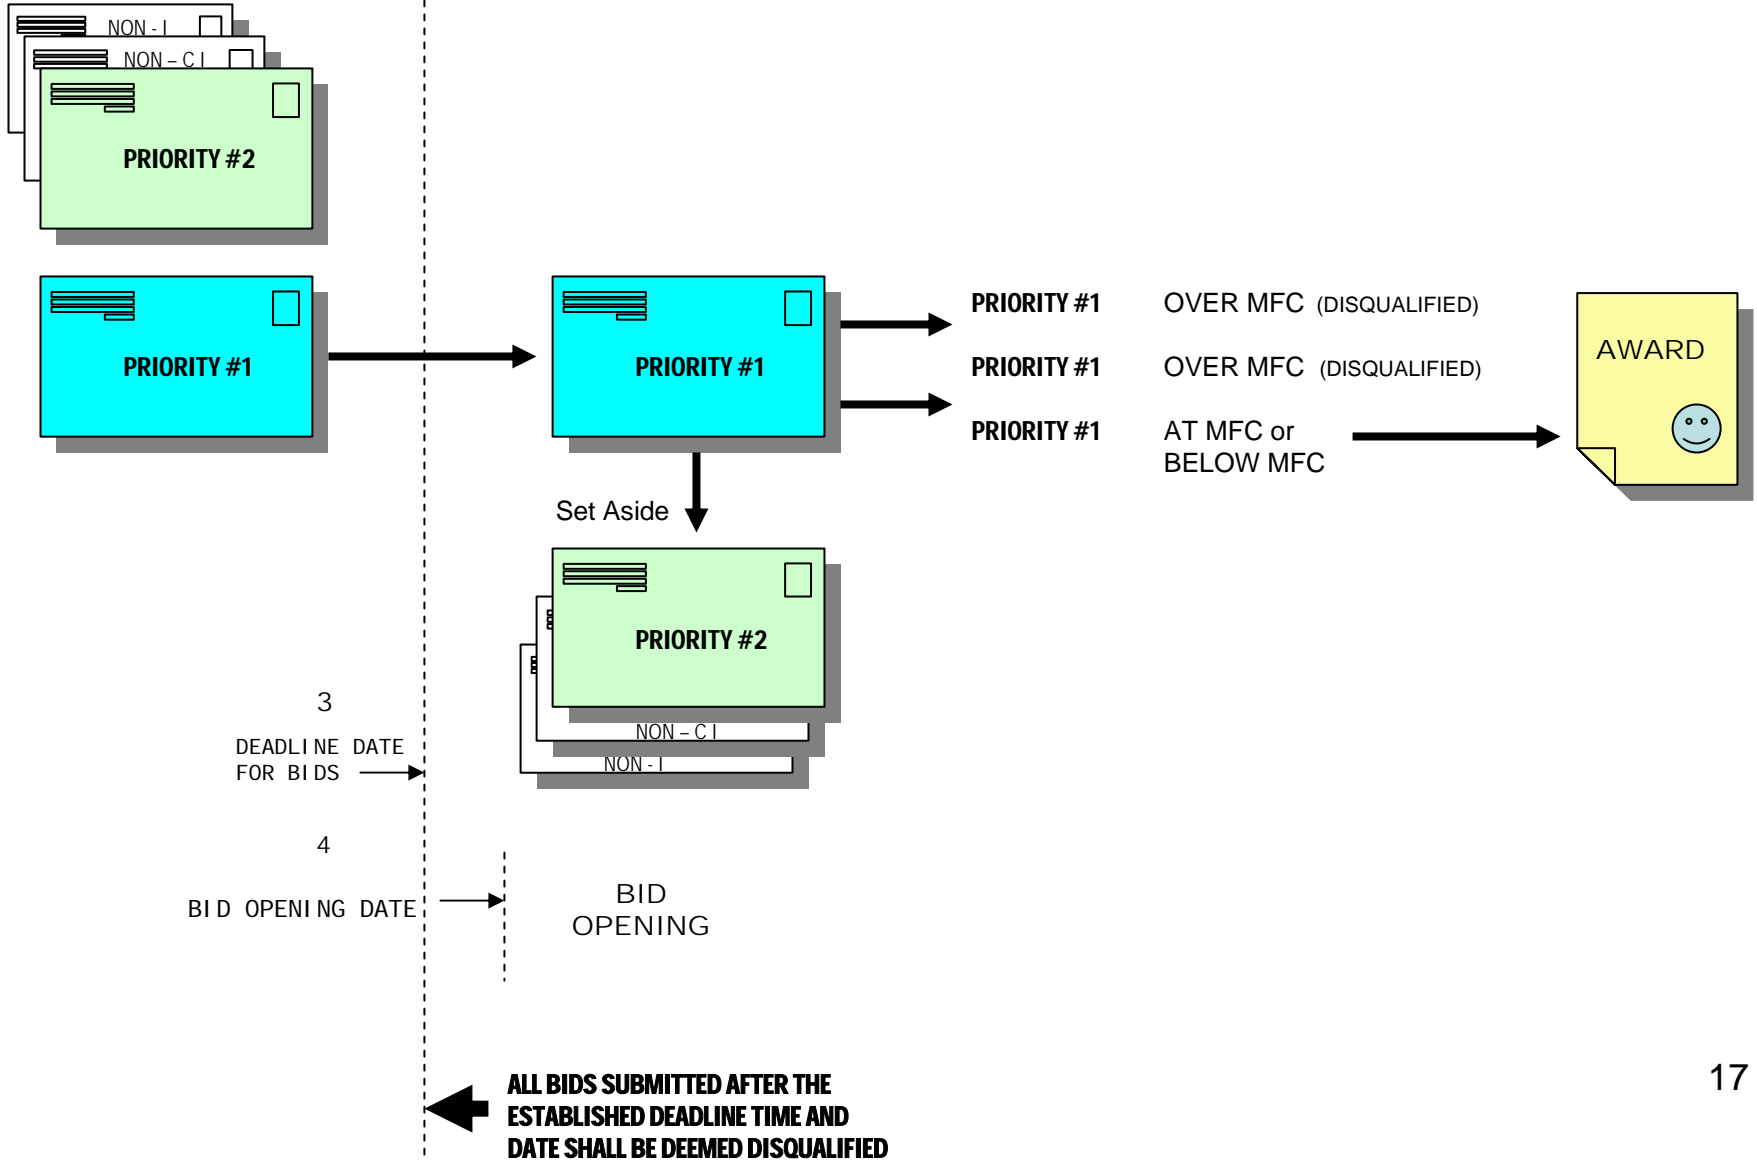 NON - I
NON – C I
PRIORITY #2
PRIORITY #1
PRIORITY #1
PRIORITY #1 OVER MFC (DISQUALIFIED)
PRIORITY #1 OVER MFC (DISQUALIFIED)
PRIORITY #1 AT MFC or
BELOW MFC
AWARD
Set Aside
PRIORITY #2
NON – C I
NON - I
3
DEADLINE DATE
FOR BIDS
4
BID OPENING DATE
BID
OPENING
ALL BIDS SUBMITTED AFTER THE
ESTABLISHED DEADLINE TIME AND
DATE SHALL BE DEEMED DISQUALIFIED
17